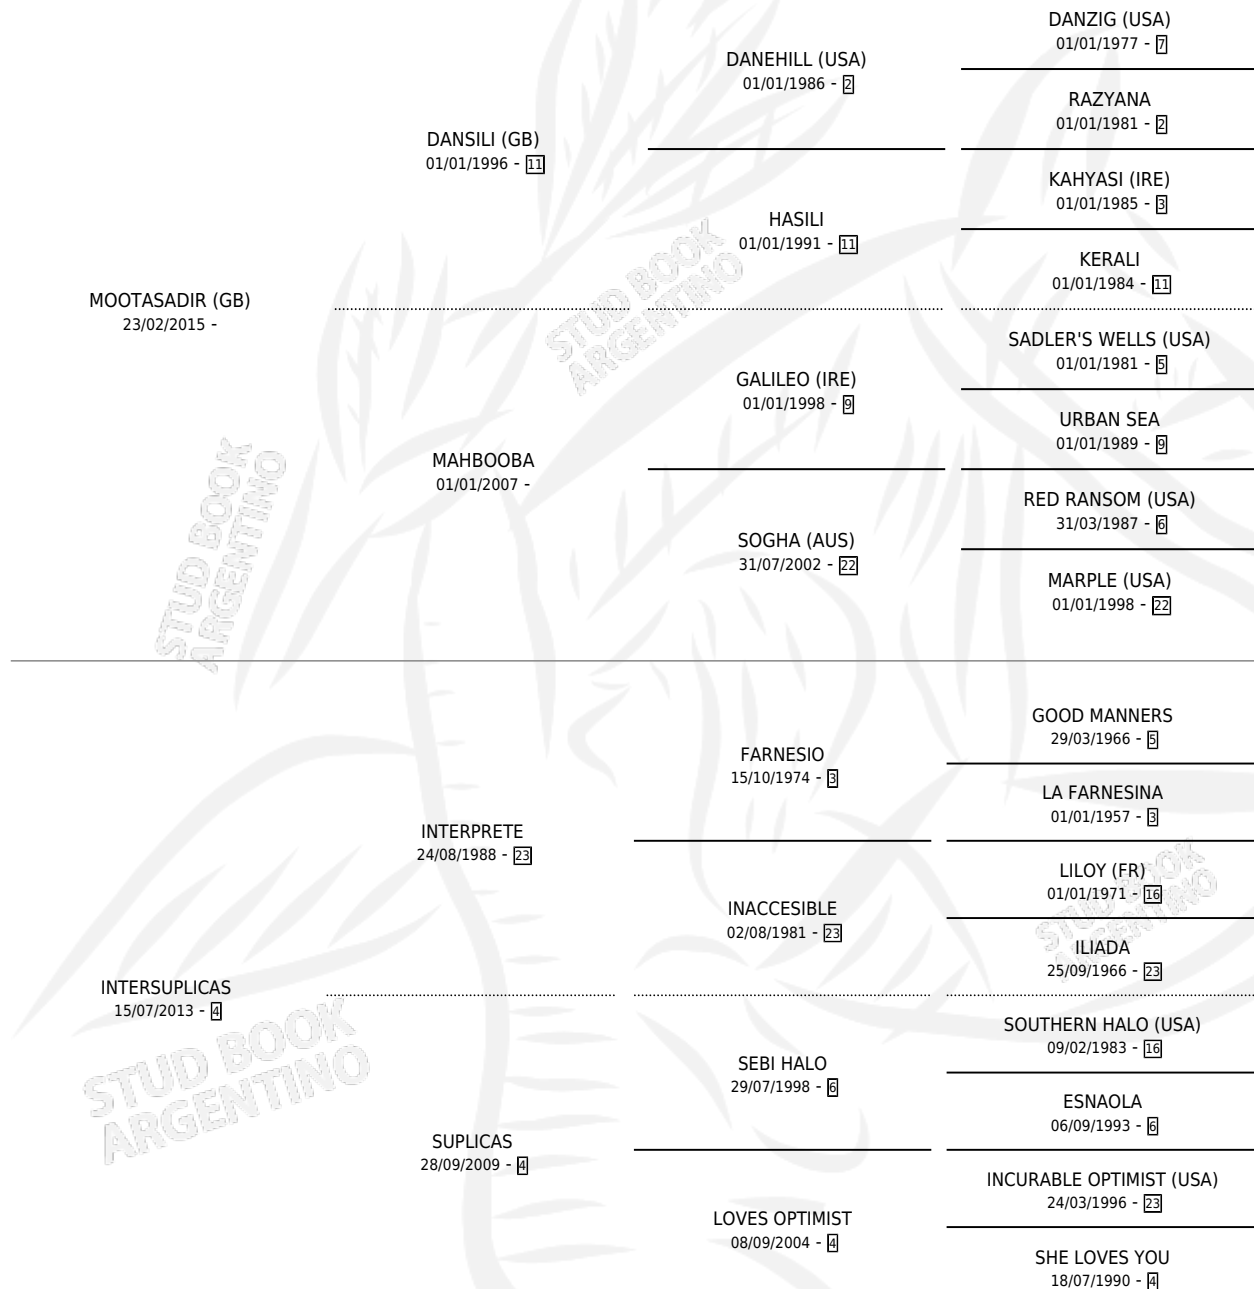 DANZIG (USA)
01/01/1977 - 7
DANEHILL (USA)
01/01/1986 - 2
RAZYANA
01/01/1981 - 2
DANSILI (GB)
01/01/1996 - 11
KAHYASI (IRE)
01/01/1985 - 3
HASILI
01/01/1991 - 11
KERALI
01/01/1984 - 11
MOOTASADIR (GB)
23/02/2015 -
SADLER'S WELLS (USA)
01/01/1981 - 5
GALILEO (IRE)
01/01/1998 - 9
URBAN SEA
01/01/1989 - 9
MAHBOOBA
01/01/2007 -
RED RANSOM (USA)
31/03/1987 - 6
SOGHA (AUS)
31/07/2002 - 22
MARPLE (USA)
01/01/1998 - 22
GOOD MANNERS
29/03/1966 - 5
FARNESIO
15/10/1974 - 3
LA FARNESINA
01/01/1957 - 3
INTERPRETE
24/08/1988 - 23
LILOY (FR)
01/01/1971 - 16
INACCESIBLE
02/08/1981 - 23
ILIADA
25/09/1966 - 23
INTERSUPLICAS
15/07/2013 - 4
SOUTHERN HALO (USA)
09/02/1983 - 16
SEBI HALO
29/07/1998 - 6
ESNAOLA
06/09/1993 - 6
SUPLICAS
28/09/2009 - 4
INCURABLE OPTIMIST (USA)
24/03/1996 - 23
LOVES OPTIMIST
08/09/2004 - 4
SHE LOVES YOU
18/07/1990 - 4
STUD BOOK
ARGENTINO
STUD BOOK
ARGENTINO
STUD BOOK
ARGENTINO
STUD BOOK
ARGENTINO